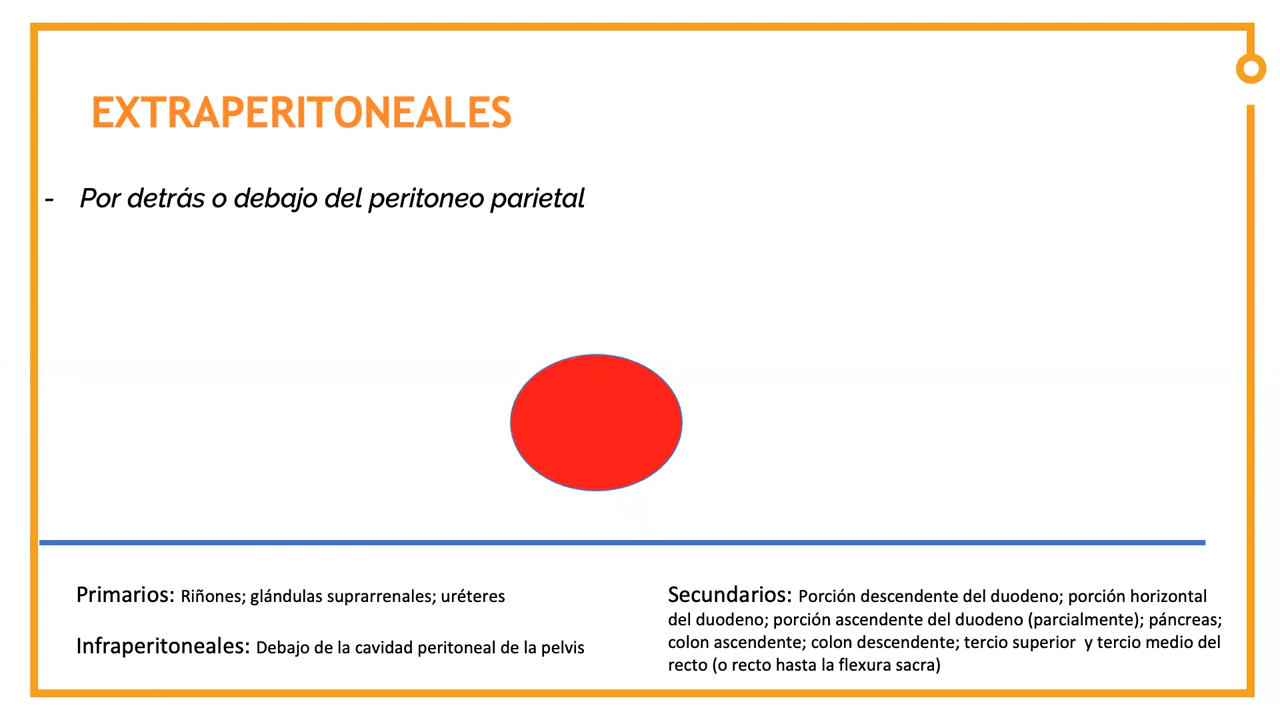 EXTRAPERITONEALES
- Por detrás o debajo del peritoneo parietal
Primarios: Riñones; glándulas suprarrenales; uréteres
Infraperitoneales: Debajo de la cavidad peritoneal de la pelvis
Secundarios: Porción descendente del duodeno; porción horizontal
del duodeno; porción ascendente del duodeno (parcialmente); páncreas;
colon ascendente; colon descendente; tercio superior y tercio medio del
recto (o recto hasta la flexura sacra)